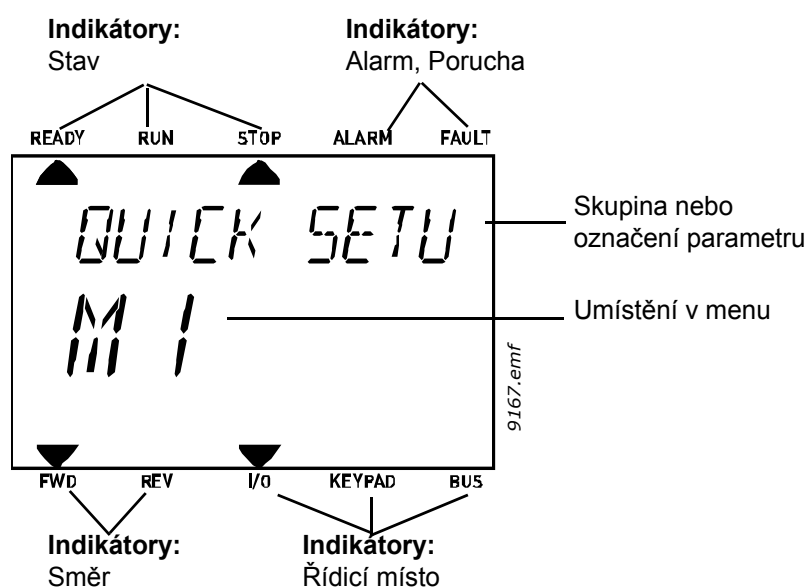 Indikátory:
Stav
Indikátory:
Alarm, Porucha
READY RUN STOP ALARM FAULT
QUICK SETU
Skupina nebo
označení parametru
M1
Umístění v menu
9167.emf
FWD REV I/O KEYPAD BUS
Indikátory:
Směr
Indikátory:
Řídicí místo